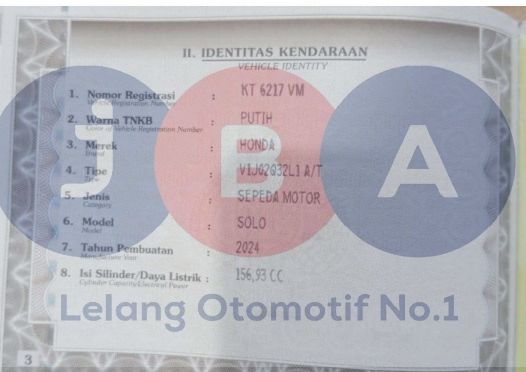 II. IDENTITAS KENDARAAN
VEHICLE IDENTITY
1. Nomor Registrasi : KT 6217 VM
Vehicle Registration Number
2. Warna TNKB : PUTIH
Color of Vehicle Registration Number
3. Merek : HONDA
Brand
4. Tipe : V1J02Q32L1 A/T
Type
5. Jenis : SEPEDA MOTOR
Category
6. Model : SOLO
Model
7. Tahun Pembuatan : 2024
Manufacture Year
8. Isi Silinder/Daya Listrik : 156,93 CC
Cylinder Capacity/Electrical Power
JBA
Lelang Otomotif No.1
3